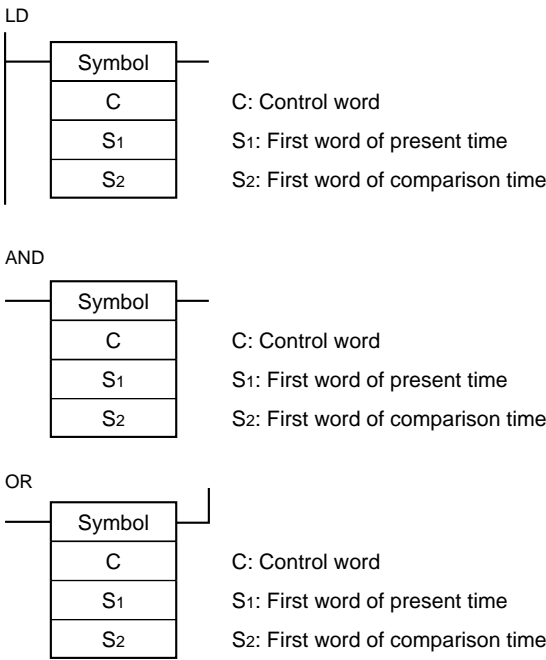 LD
Symbol
C C: Control word
S1 S1: First word of present time
S2 S2: First word of comparison time
AND
Symbol
C C: Control word
S1 S1: First word of present time
S2 S2: First word of comparison time
OR
Symbol
C C: Control word
S1 S1: First word of present time
S2 S2: First word of comparison time